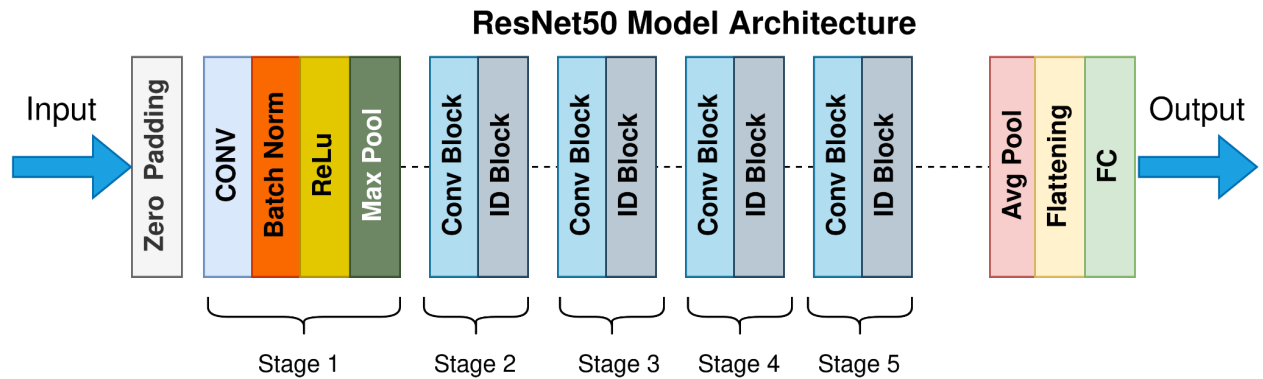 ResNet50 Model Architecture
Input
Zero Padding
CONV
Batch Norm
ReLu
Max Pool
Conv Block
ID Block
Conv Block
ID Block
Conv Block
ID Block
Conv Block
ID Block
Avg Pool
Flattening
FC
Output
Stage 1
Stage 2
Stage 3
Stage 4
Stage 5